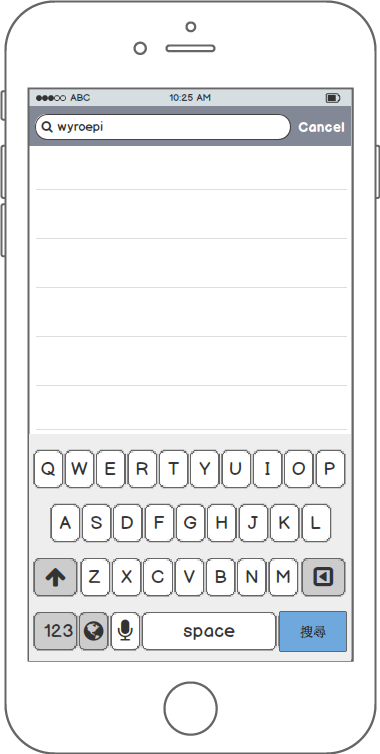 ABC 10:25 AM
wyroepi Cancel
Q W E R T Y U I O P
A S D F G H J K L
Z X C V B N M
123 space 搜尋